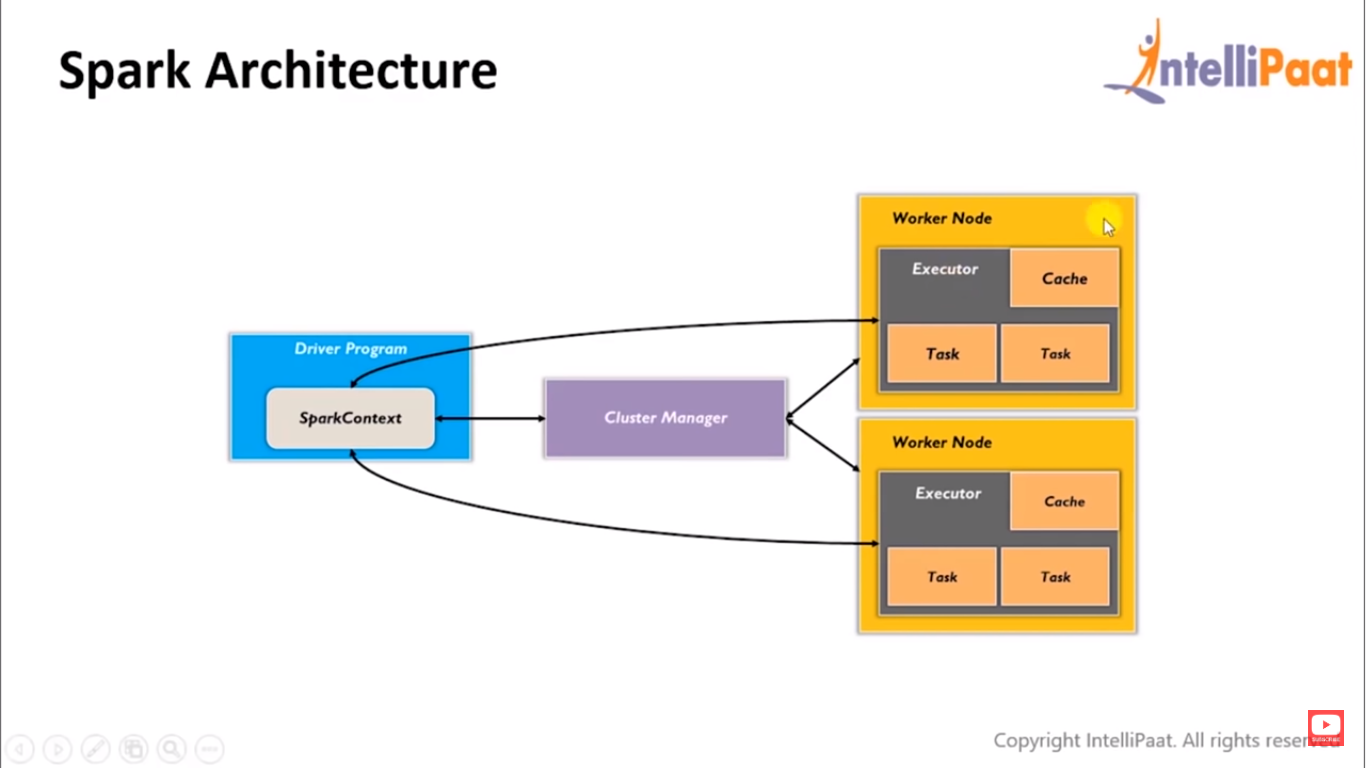 Spark Architecture
IntelliPaat
Worker Node
Executor
Cache
Task
Task
Driver Program
SparkContext
Cluster Manager
Worker Node
Executor
Cache
Task
Task
Copyright IntelliPaat. All rights reserved
SUBSCRIBE